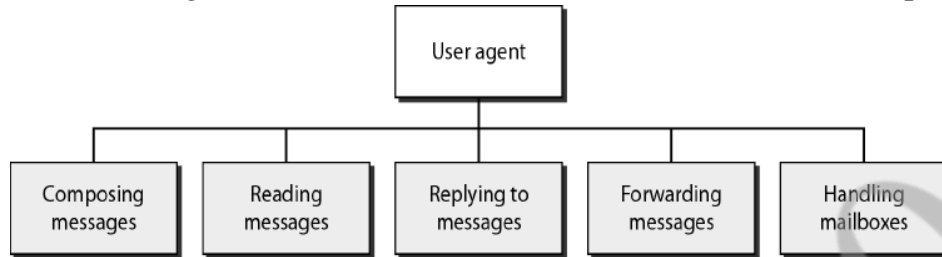 User agent
Composing
messages
Reading
messages
Replying to
messages
Forwarding
messages
Handling
mailboxes